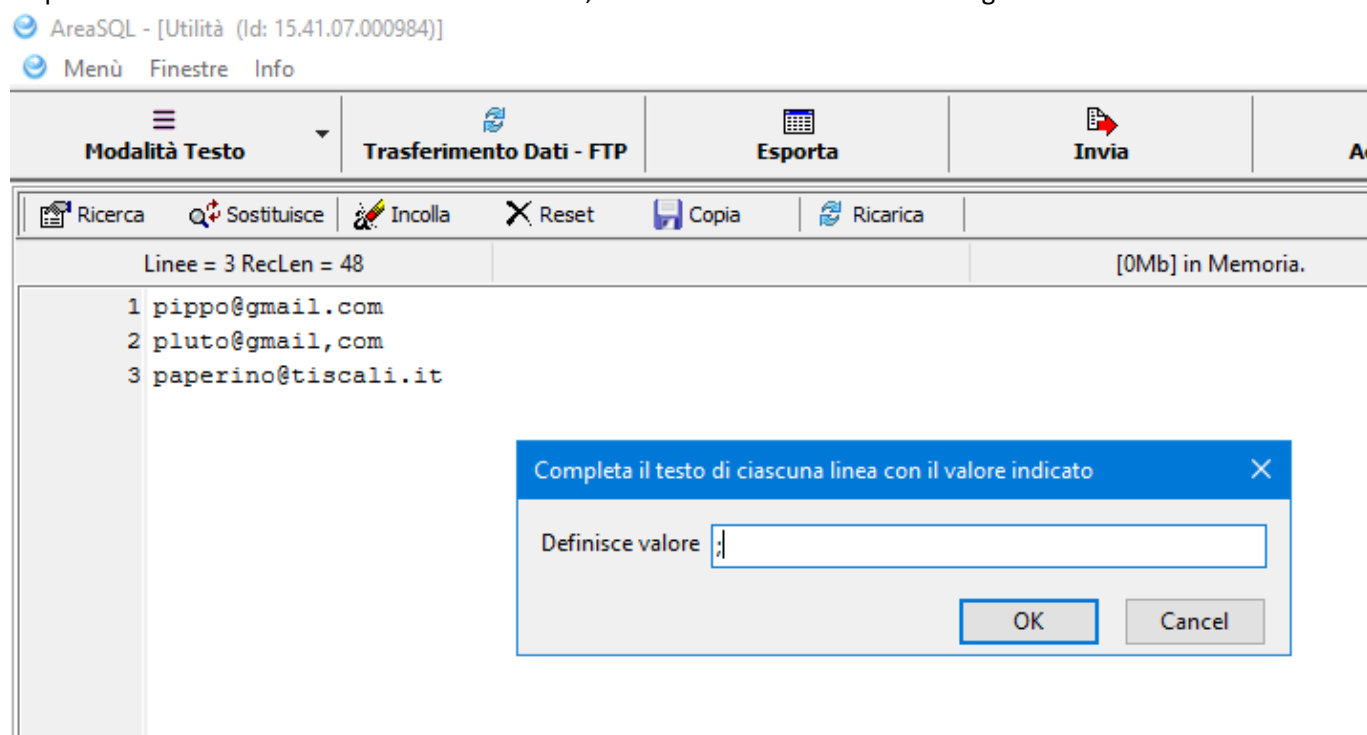 AreaSQL - [Utilità (Id: 15.41.07.000984)]
Menù Finestre Info
Modalità Testo Trasferimento Dati - FTP Esporta Invia
Ricerca Sostituisce Incolla Reset Copia Ricarica
Linee = 3 RecLen = 48 [0Mb] in Memoria.
1 pippo@gmail.com
2 pluto@gmail,com
3 paperino@tiscali.it
Completa il testo di ciascuna linea con il valore indicato
Definisce valore ;
OK Cancel